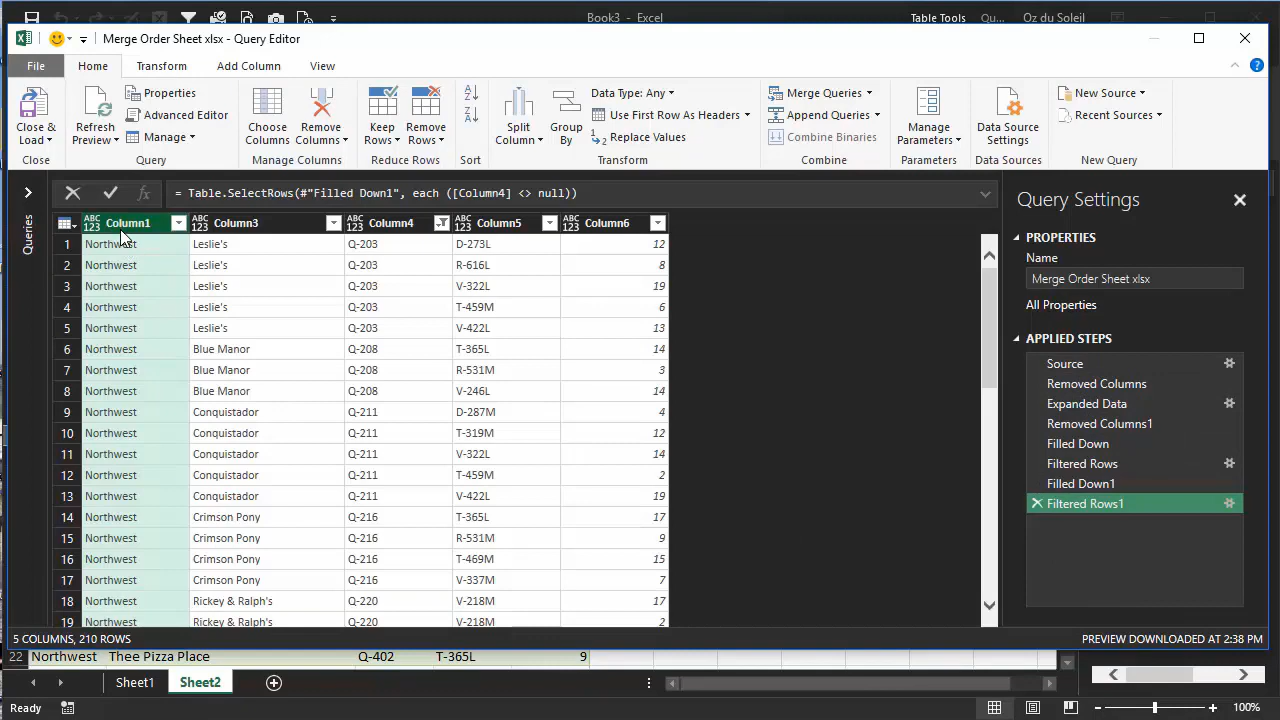 Book3 - Excel
Table Tools
Qu...
Oz du Soleil
Merge Order Sheet xlsx - Query Editor
File
Home
Transform
Add Column
View
Close & Load
Refresh Preview
Properties
Advanced Editor
Manage
Choose Columns
Remove Columns
Keep Rows
Remove Rows
Split Column
Group By
Data Type: Any
Use First Row As Headers
Replace Values
Merge Queries
Append Queries
Combine Binaries
Manage Parameters
Data Source Settings
New Source
Recent Sources
Close
Query
Manage Columns
Reduce Rows
Sort
Transform
Combine
Parameters
Data Sources
New Query
= Table.SelectRows(#"Filled Down1", each ([Column4] <> null))
Queries
ABC 123 Column1 ABC 123 Column3 ABC 123 Column4 ABC 123 Column5 ABC 123 Column6
1 Northwest Leslie's Q-203 D-273L 12
2 Northwest Leslie's Q-203 R-616L 8
3 Northwest Leslie's Q-203 V-322L 19
4 Northwest Leslie's Q-203 T-459M 6
5 Northwest Leslie's Q-203 V-422L 13
6 Northwest Blue Manor Q-208 T-365L 14
7 Northwest Blue Manor Q-208 R-531M 3
8 Northwest Blue Manor Q-208 V-246L 14
9 Northwest Conquistador Q-211 D-287M 4
10 Northwest Conquistador Q-211 T-319M 12
11 Northwest Conquistador Q-211 V-322L 14
12 Northwest Conquistador Q-211 T-459M 2
13 Northwest Conquistador Q-211 V-422L 19
14 Northwest Crimson Pony Q-216 T-365L 17
15 Northwest Crimson Pony Q-216 R-531M 9
16 Northwest Crimson Pony Q-216 T-469M 15
17 Northwest Crimson Pony Q-216 V-337M 7
18 Northwest Rickey & Ralph's Q-220 V-218M 17
19 Northwest Rickey & Ralph's Q-220 V-218M 2
Query Settings
PROPERTIES
Name
Merge Order Sheet xlsx
All Properties
APPLIED STEPS
Source
Removed Columns
Expanded Data
Removed Columns1
Filled Down
Filtered Rows
Filled Down1
Filtered Rows1
5 COLUMNS, 210 ROWS
PREVIEW DOWNLOADED AT 2:38 PM
22 Northwest Thee Pizza Place Q-402 T-365L 9
Sheet1
Sheet2
Ready
100%